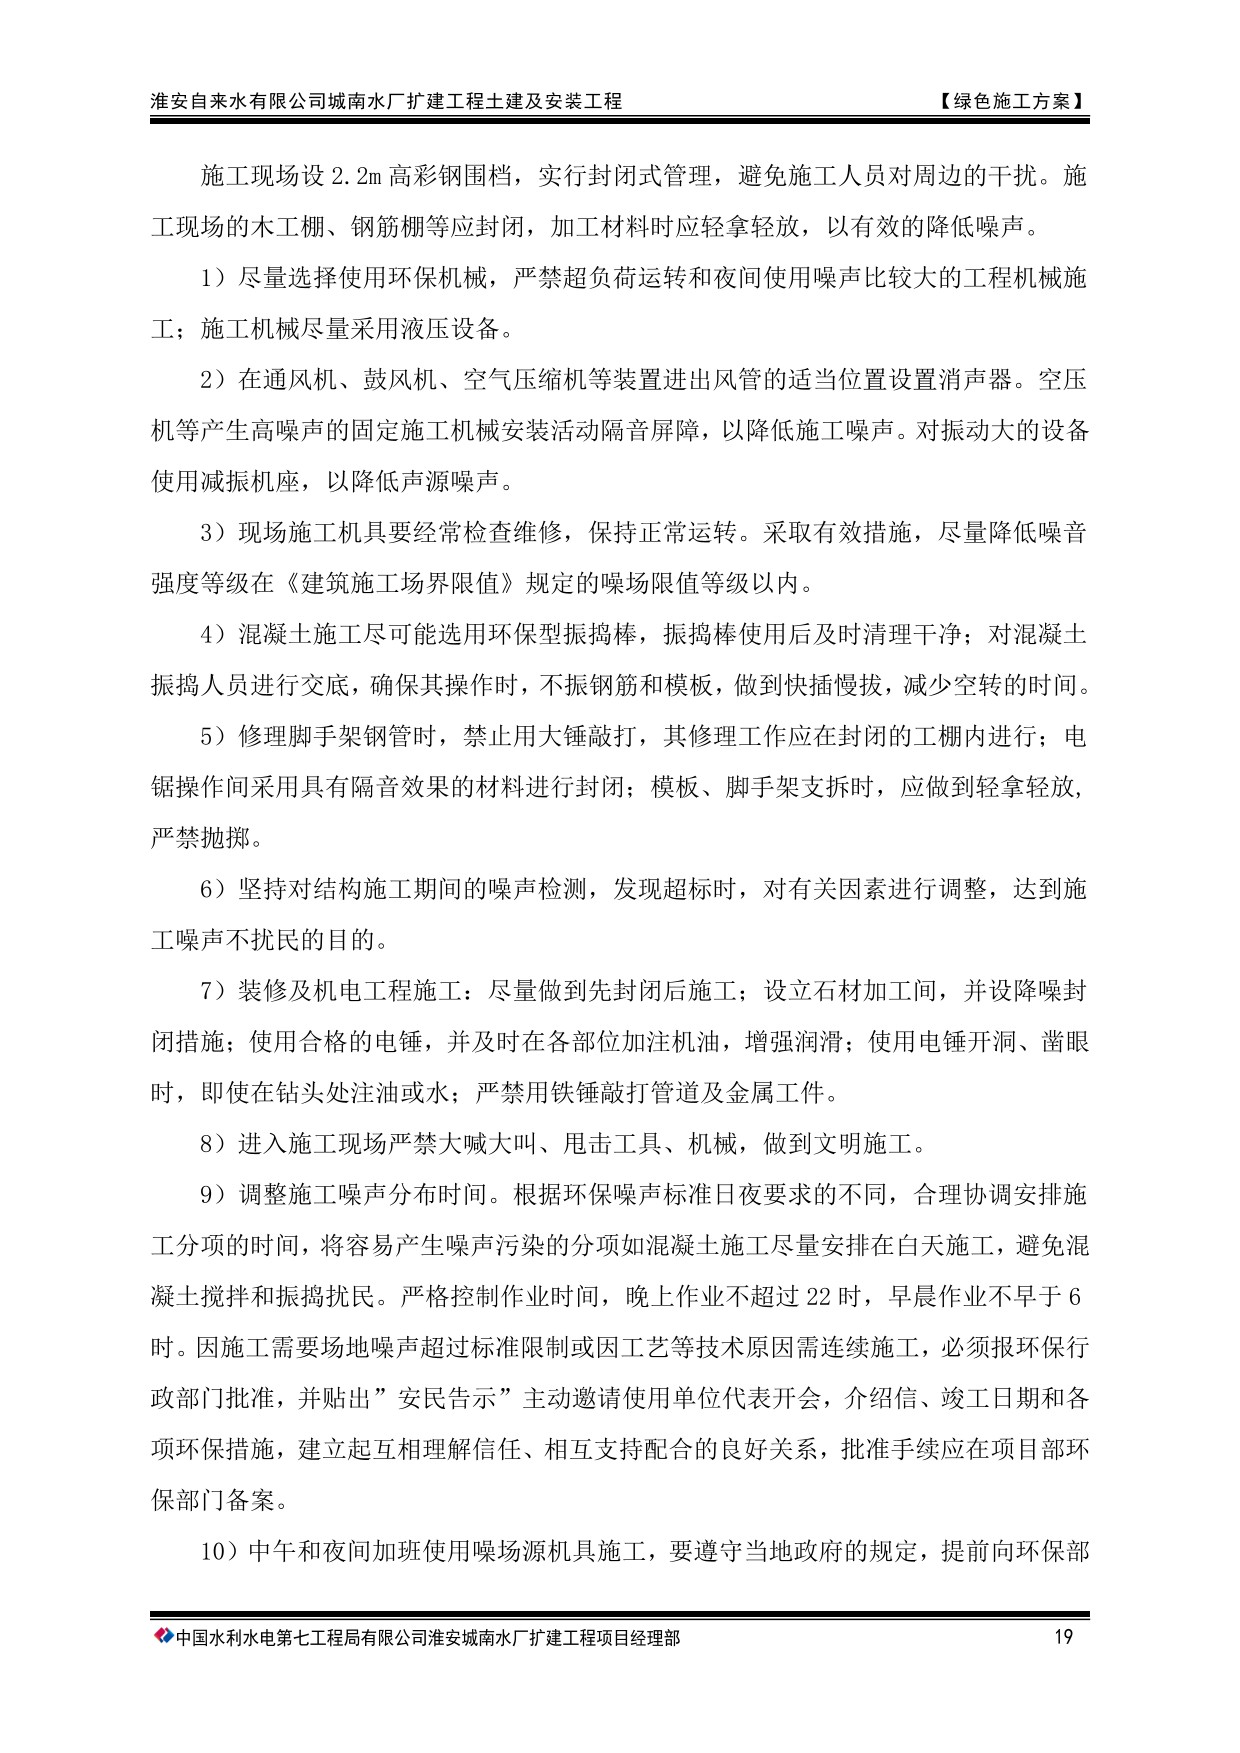 淮安自来水有限公司城南水厂扩建工程土建及安装工程 【绿色施工方案】
施工现场设 2.2m 高彩钢围档，实行封闭式管理，避免施工人员对周边的干扰。施
工现场的木工棚、钢筋棚等应封闭，加工材料时应轻拿轻放，以有效的降低噪声。
1）尽量选择使用环保机械，严禁超负荷运转和夜间使用噪声比较大的工程机械施
工；施工机械尽量采用液压设备。
2）在通风机、鼓风机、空气压缩机等装置进出风管的适当位置设置消声器。空压
机等产生高噪声的固定施工机械安装活动隔音屏障，以降低施工噪声。对振动大的设备
使用减振机座，以降低声源噪声。
3）现场施工机具要经常检查维修，保持正常运转。采取有效措施，尽量降低噪音
强度等级在《建筑施工场界限值》规定的噪场限值等级以内。
4）混凝土施工尽可能选用环保型振捣棒，振捣棒使用后及时清理干净；对混凝土
振捣人员进行交底，确保其操作时，不振钢筋和模板，做到快插慢拔，减少空转的时间。
5）修理脚手架钢管时，禁止用大锤敲打，其修理工作应在封闭的工棚内进行；电
锯操作间采用具有隔音效果的材料进行封闭；模板、脚手架支拆时，应做到轻拿轻放，
严禁抛掷。
6）坚持对结构施工期间的噪声检测，发现超标时，对有关因素进行调整，达到施
工噪声不扰民的目的。
7）装修及机电工程施工：尽量做到先封闭后施工；设立石材加工间，并设降噪封
闭措施；使用合格的电锤，并及时在各部位加注机油，增强润滑；使用电锤开洞、凿眼
时，即使在钻头处注油或水；严禁用铁锤敲打管道及金属工件。
8）进入施工现场严禁大喊大叫、甩击工具、机械，做到文明施工。
9）调整施工噪声分布时间。根据环保噪声标准日夜要求的不同，合理协调安排施
工分项的时间，将容易产生噪声污染的分项如混凝土施工尽量安排在白天施工，避免混
凝土搅拌和振捣扰民。严格控制作业时间，晚上作业不超过 22 时，早晨作业不早于 6
时。因施工需要场地噪声超过标准限制或因工艺等技术原因需连续施工，必须报环保行
政部门批准，并贴出”安民告示”主动邀请使用单位代表开会，介绍信、竣工日期和各
项环保措施，建立起互相理解信任、相互支持配合的良好关系，批准手续应在项目部环
保部门备案。
10）中午和夜间加班使用噪场源机具施工，要遵守当地政府的规定，提前向环保部
中国水利水电第七工程局有限公司淮安城南水厂扩建工程项目经理部 19